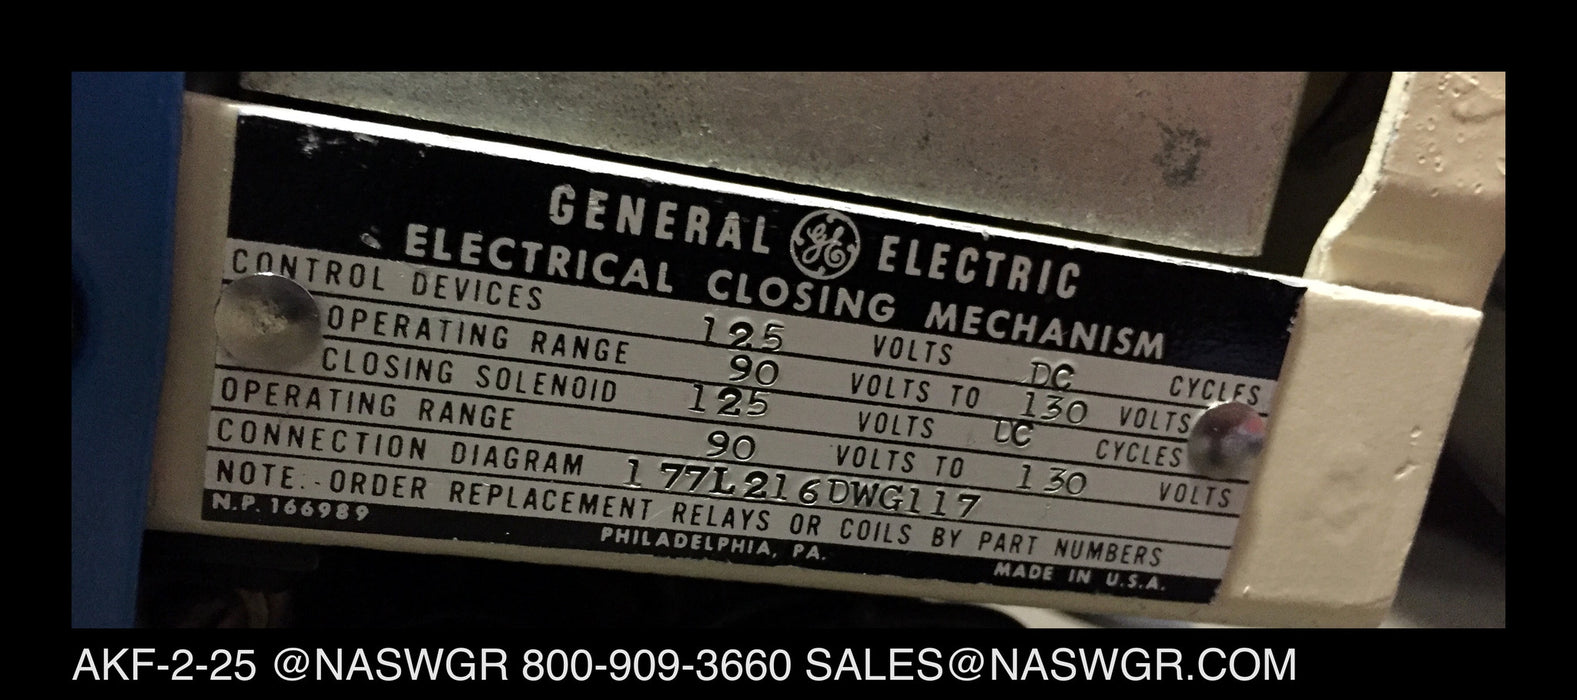 GENERAL GE ELECTRIC
ELECTRICAL CLOSING MECHANISM
CONTROL DEVICES 125 VOLTS DC CYCLES
OPERATING RANGE 90 VOLTS TO 130 VOLTS
CLOSING SOLENOID 125 VOLTS DC CYCLES
OPERATING RANGE 90 VOLTS TO 130 VOLTS
CONNECTION DIAGRAM 177L216DWG117
NOTE:-ORDER REPLACEMENT RELAYS OR COILS BY PART NUMBERS
N.P. 166989 PHILADELPHIA, PA. MADE IN U.S.A.
AKF-2-25 @NASWGR 800-909-3660 SALES@NASWGR.COM